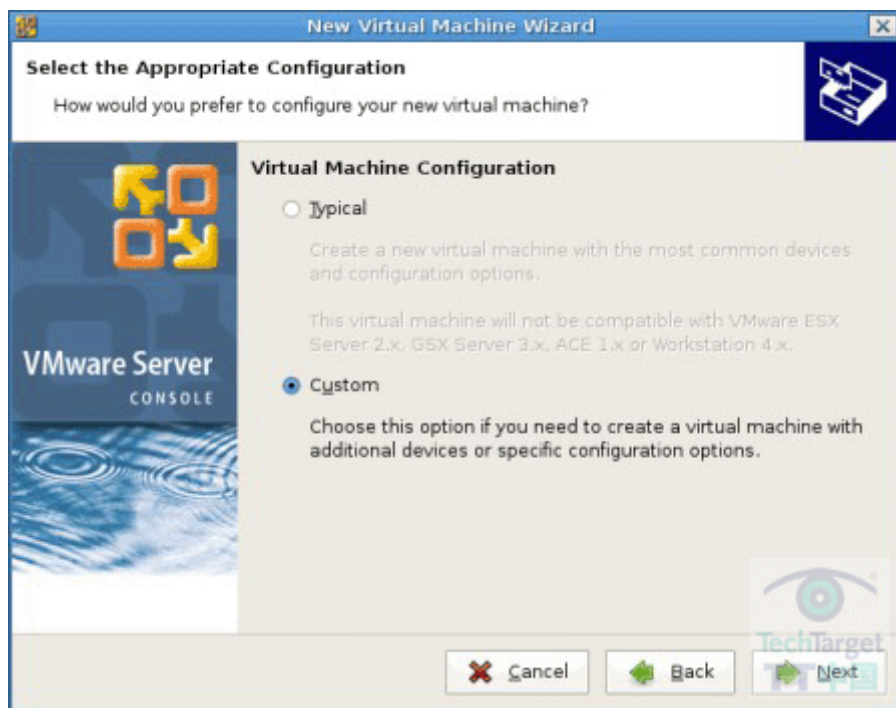 New Virtual Machine Wizard
Select the Appropriate Configuration
How would you prefer to configure your new virtual machine?
Virtual Machine Configuration
Typical
Create a new virtual machine with the most common devices
and configuration options.
This virtual machine will not be compatible with VMware ESX
Server 2.x, GSX Server 3.x, ACE 1.x or Workstation 4.x.
VMware Server
CONSOLE
Custom
Choose this option if you need to create a virtual machine with
additional devices or specific configuration options.
TechTarget
TT中国
Cancel
Back
Next